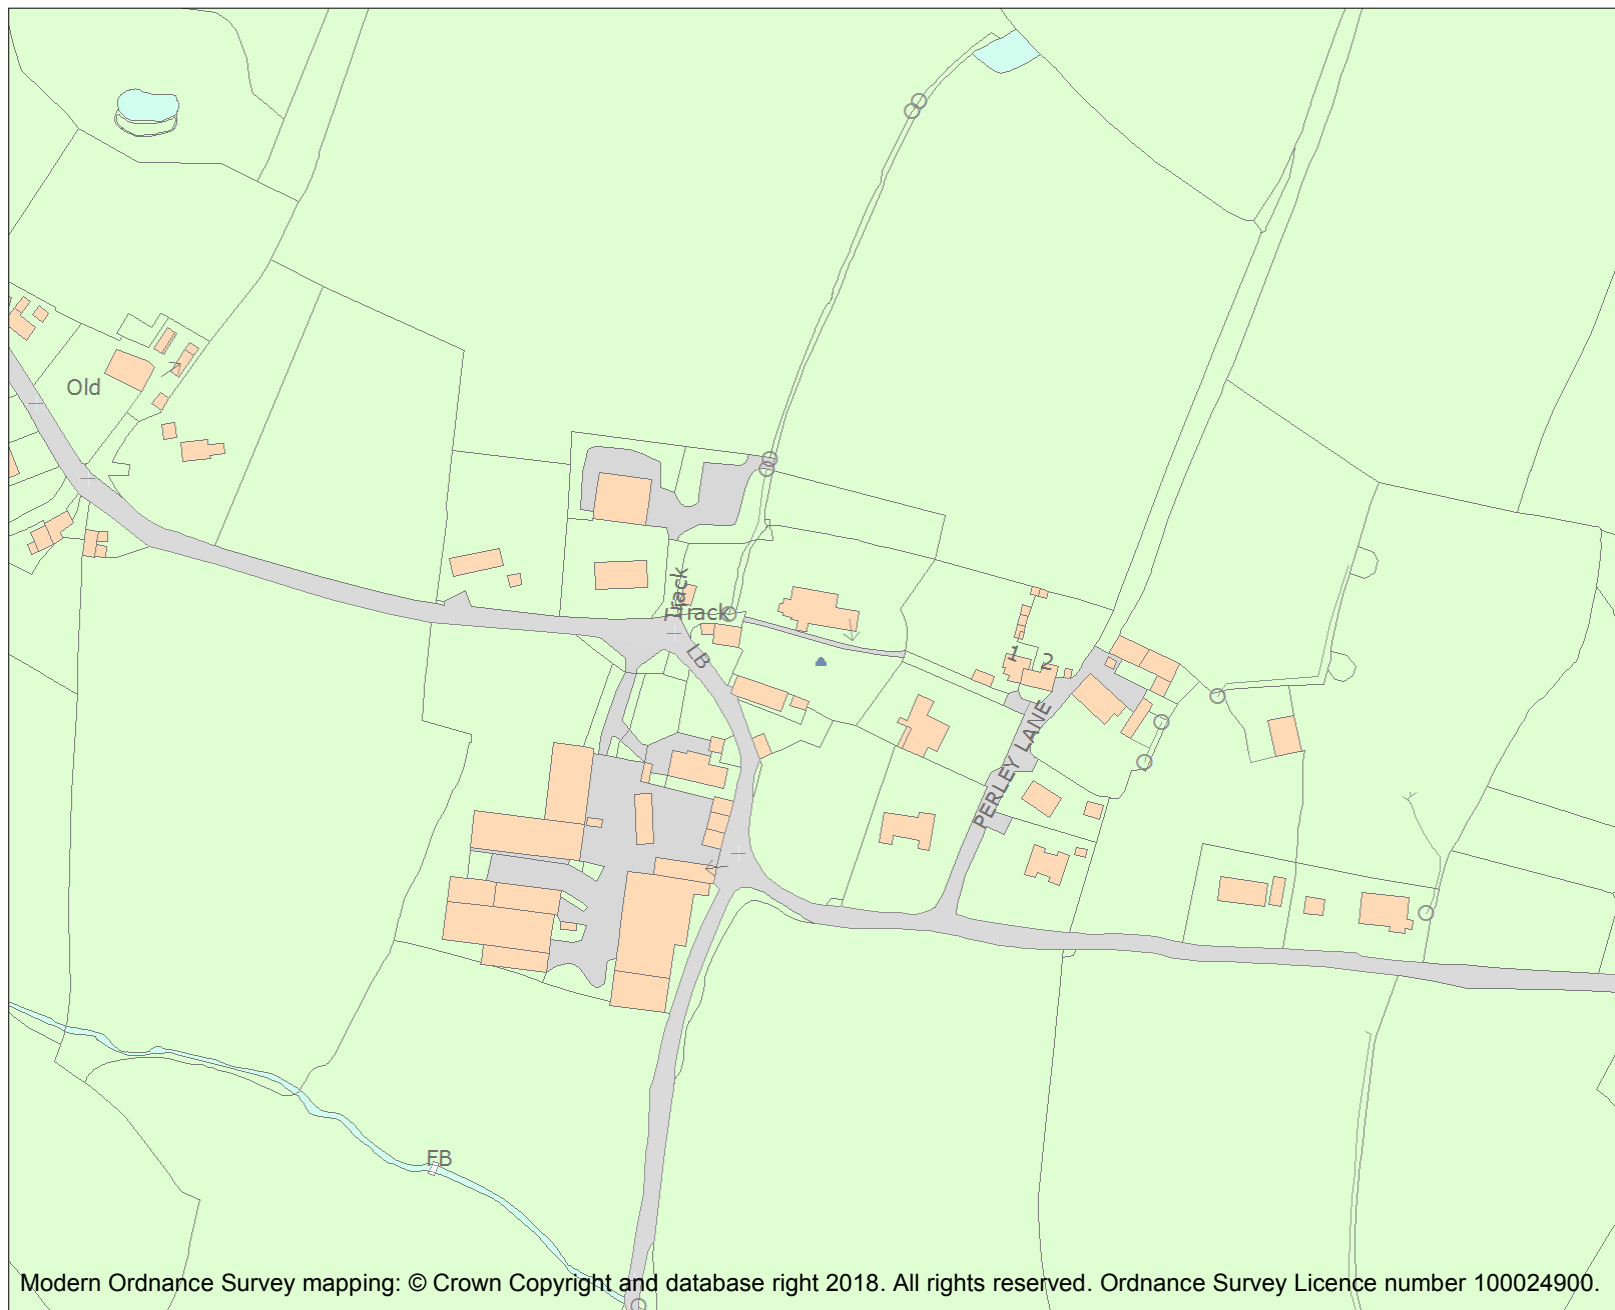 Old
Track
Track
LB
1
2
PERLEY LANE
FB
Modern Ordnance Survey mapping: © Crown Copyright and database right 2018. All rights reserved. Ordnance Survey Licence number 100024900.